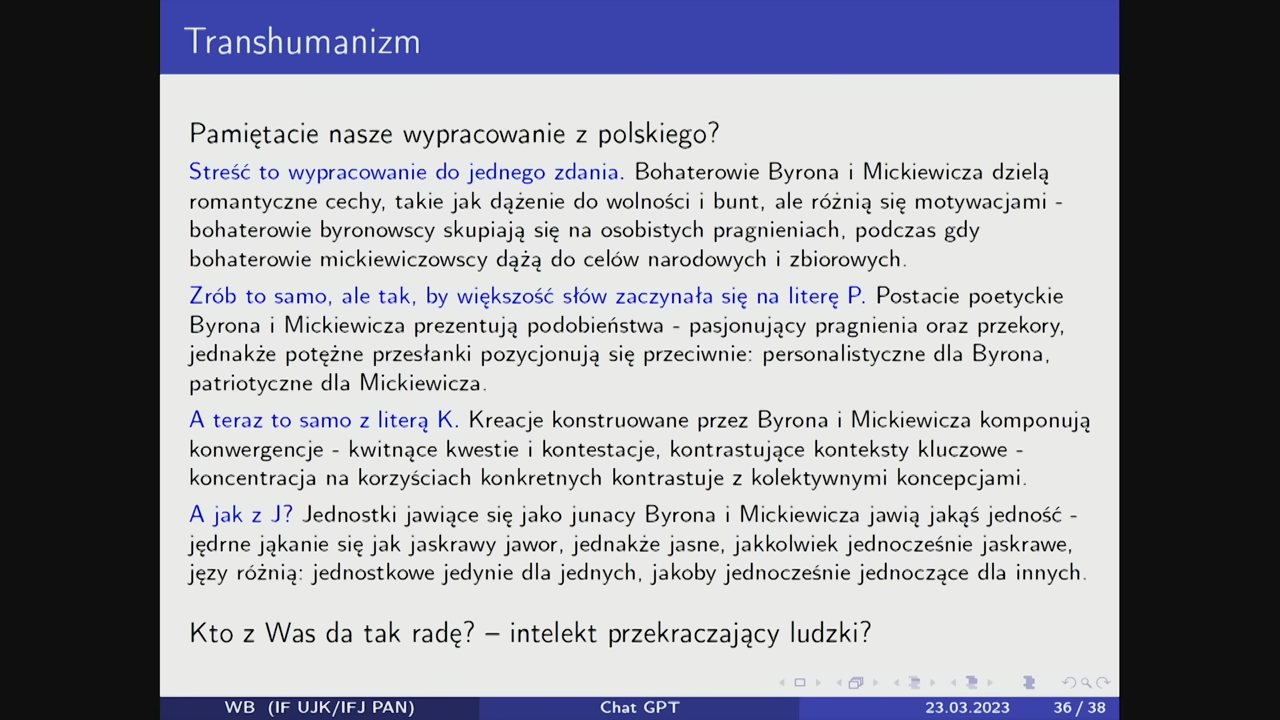 Transhumanizm
Pamiętacie nasze wypracowanie z polskiego?
Streść to wypracowanie do jednego zdania. Bohaterowie Byrona i Mickiewicza dzielą
romantyczne cechy, takie jak dążenie do wolności i bunt, ale różnią się motywacjami -
bohaterowie byronowscy skupiają się na osobistych pragnieniach, podczas gdy
bohaterowie mickiewiczowscy dążą do celów narodowych i zbiorowych.
Zrób to samo, ale tak, by większość słów zaczynała się na literę P. Postacie poetyckie
Byrona i Mickiewicza prezentują podobieństwa - pasjonujący pragnienia oraz przekory,
jednakże potężne przesłanki pozycjonują się przeciwnie: personalistyczne dla Byrona,
patriotyczne dla Mickiewicza.
A teraz to samo z literą K. Kreacje konstruowane przez Byrona i Mickiewicza komponują
konwergencje - kwitnące kwestie i kontestacje, kontrastujące konteksty kluczowe -
koncentracja na korzyściach konkretnych kontrastuje z kolektywnymi koncepcjami.
A jak z J? Jednostki jawiące się jako junacy Byrona i Mickiewicza jawią jakąś jedność -
jędrne jąkanie się jak jaskrawy jawor, jednakże jasne, jakkolwiek jednocześnie jaskrawe,
języ różnią: jednostkowe jedynie dla jednych, jakoby jednocześnie jednoczące dla innych.
Kto z Was da tak radę? – intelekt przekraczający ludzki?
WB (IF UJK/IFJ PAN) Chat GPT 23.03.2023 36 / 38